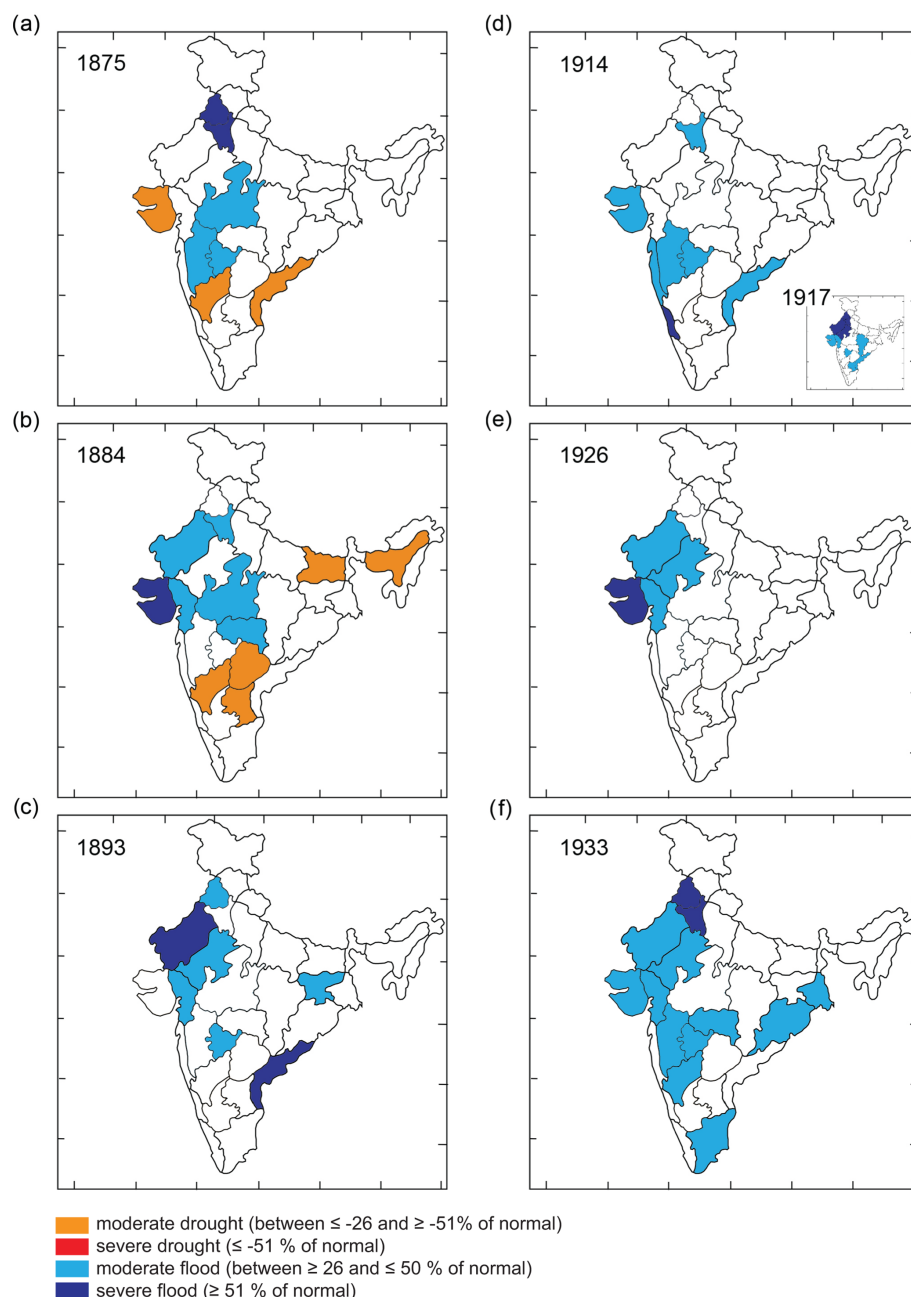 (a)
1875
(d)
1914
1917
(b)
1884
(e)
1926
(c)
1893
(f)
1933
moderate drought (between ≤ -26 and ≥ -51% of normal)
severe drought (≤ -51 % of normal)
moderate flood (between ≥ 26 and ≤ 50 % of normal)
severe flood (≥ 51 % of normal)